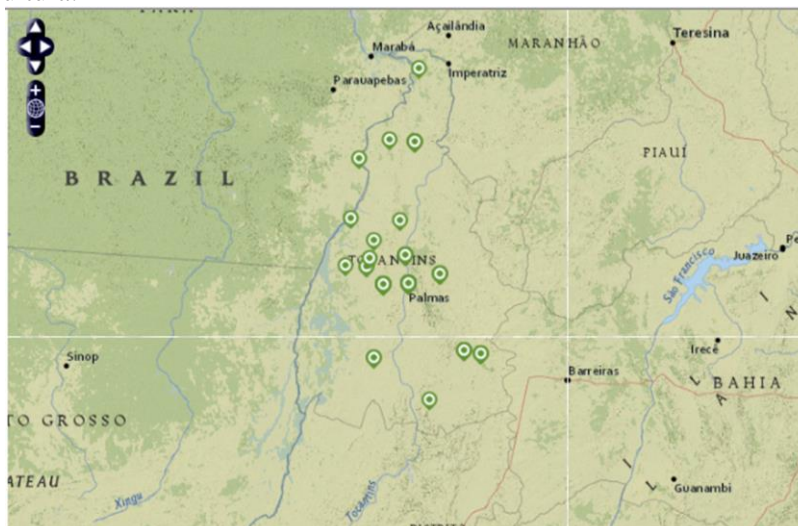 Açailândia
Marabá
MARANHÃO
Teresina
Imperatriz
Parauapebas
PIAUÍ
BRAZIL
TOCANTINS
Juazeiro
São Francisco
Palmas
Irecê
Sinop
Barreiras
BAHIA
TO GROSSO
ATEAU
Xingu
Tocantins
Guanambi